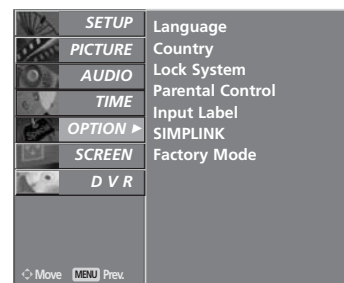 SETUP
PICTURE
AUDIO
TIME
OPTION ►
SCREEN
D V R
Language
Country
Lock System
Parental Control
Input Label
SIMPLINK
Factory Mode
Move MENU Prev.